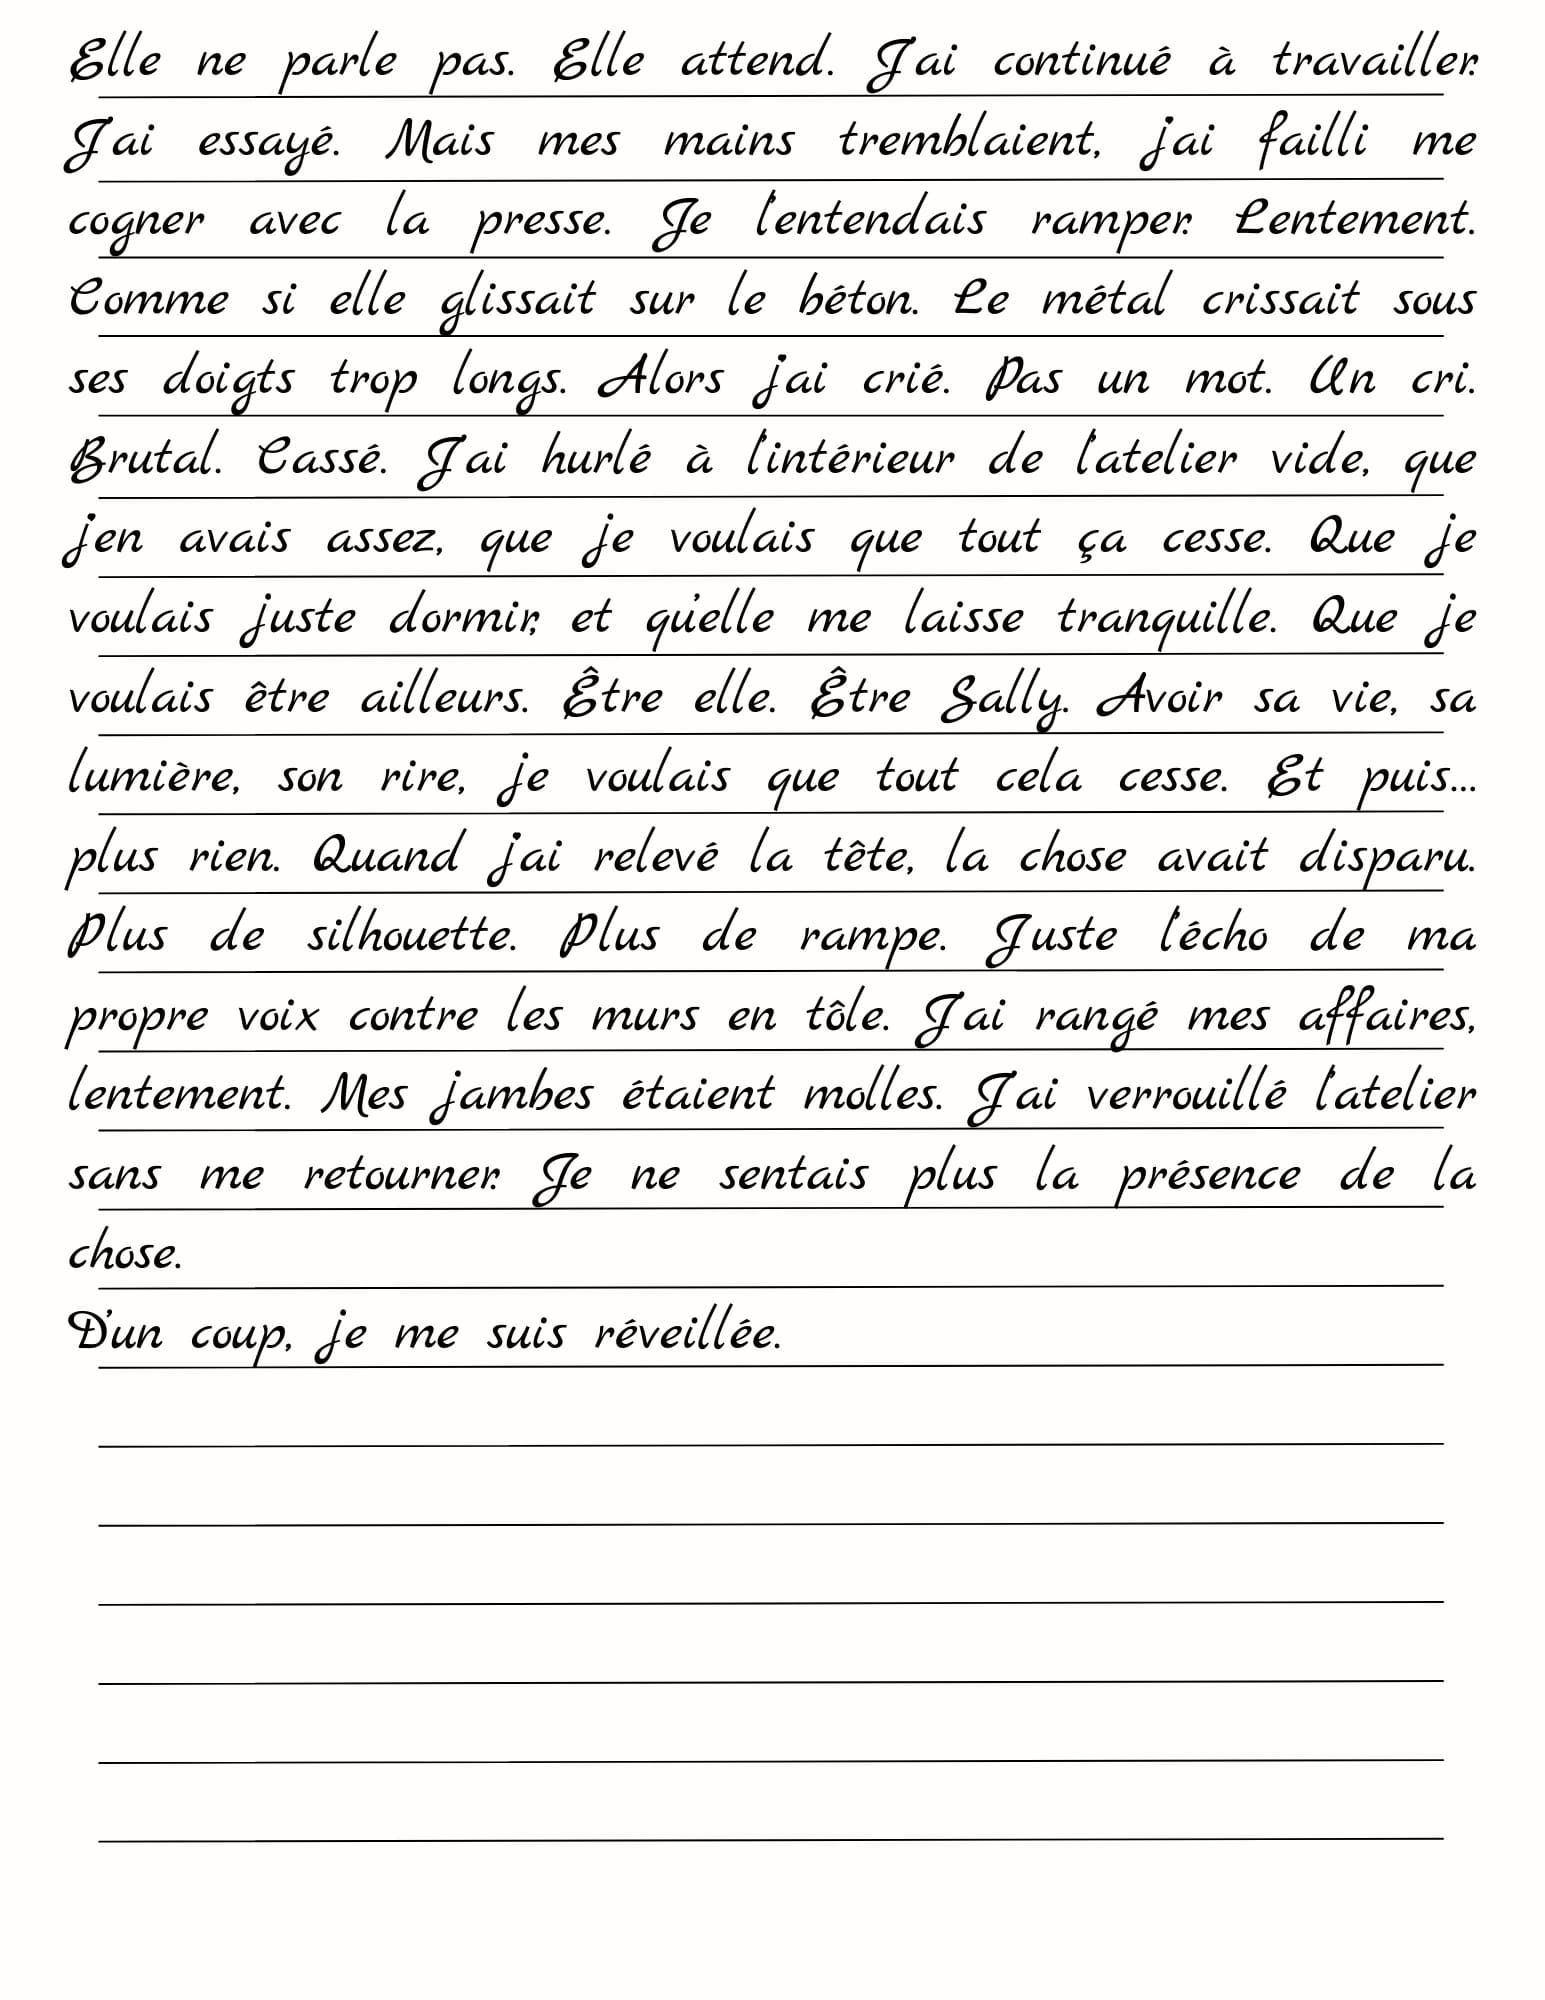 Elle ne parle pas. Elle attend. J'ai continué à travailler.
J'ai essayé. Mais mes mains tremblaient, j'ai failli me
cogner avec la presse. Je l'entendais ramper. Lentement.
Comme si elle glissait sur le béton. Le métal crissait sous
ses doigts trop longs. Alors j'ai crié. Pas un mot. Un cri.
Brutal. Cassé. J'ai hurlé à l'intérieur de l'atelier vide, que
j'en avais assez, que je voulais que tout ça cesse. Que je
voulais juste dormir, et qu'elle me laisse tranquille. Que je
voulais être ailleurs. Être elle. Être Sally. Avoir sa vie, sa
lumière, son rire, je voulais que tout cela cesse. Et puis...
plus rien. Quand j'ai relevé la tête, la chose avait disparu.
Plus de silhouette. Plus de rampe. Juste l'écho de ma
propre voix contre les murs en tôle. J'ai rangé mes affaires,
lentement. Mes jambes étaient molles. J'ai verrouillé l'atelier
sans me retourner. Je ne sentais plus la présence de la
chose.
D'un coup, je me suis réveillée.